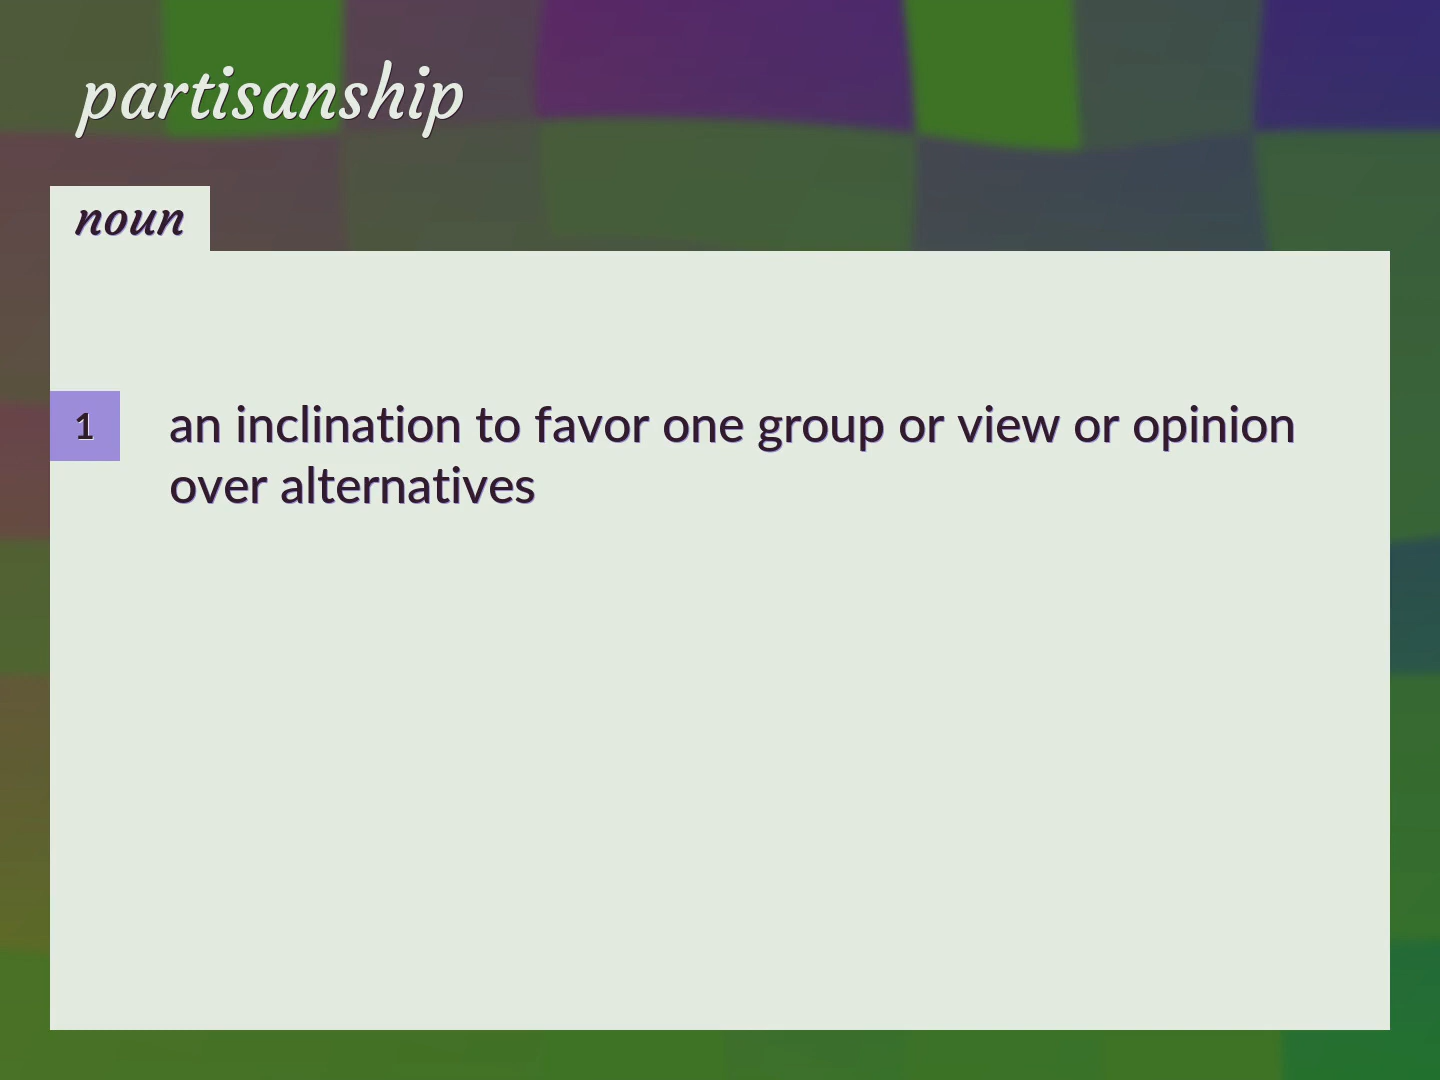 partisanship
noun
1
an inclination to favor one group or view or opinion
over alternatives